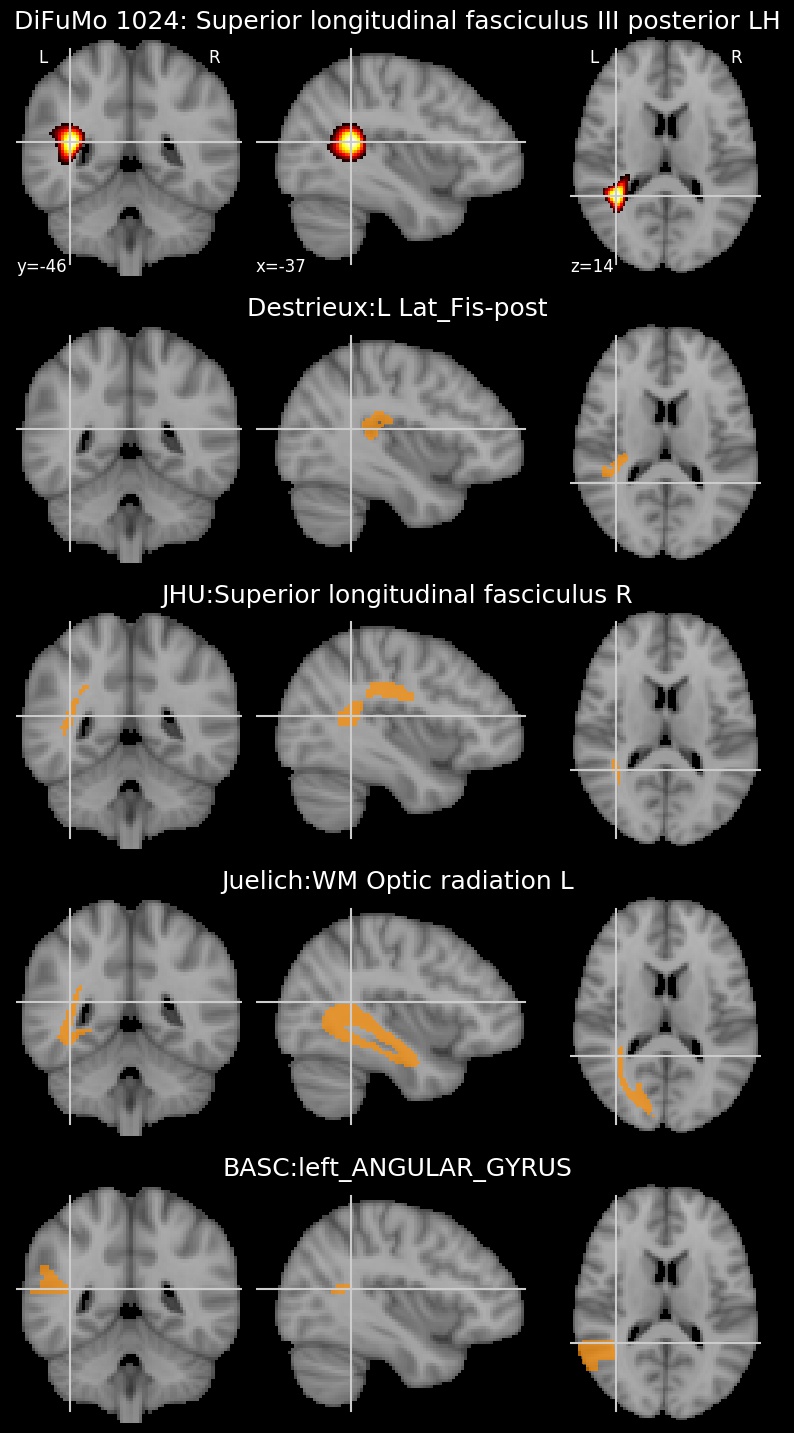 DiFuMo 1024: Superior longitudinal fasciculus III posterior LH
L R L R
y=-46 x=-37 z=14
Destrieux:L Lat_Fis-post
JHU:Superior longitudinal fasciculus R
Juelich:WM Optic radiation L
BASC:left_ANGULAR_GYRUS